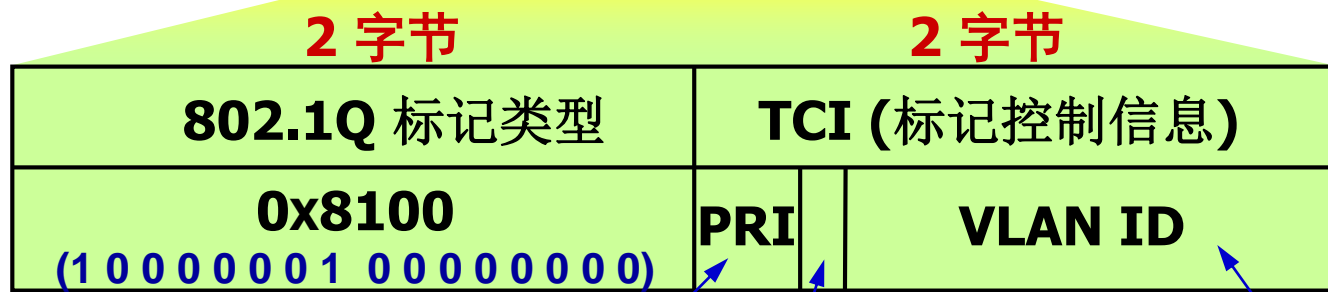 2 字节 2 字节
802.1Q 标记类型 TCI (标记控制信息)
0x8100 PRI VLAN ID
(1 0 0 0 0 0 0 1 0 0 0 0 0 0 0 0)